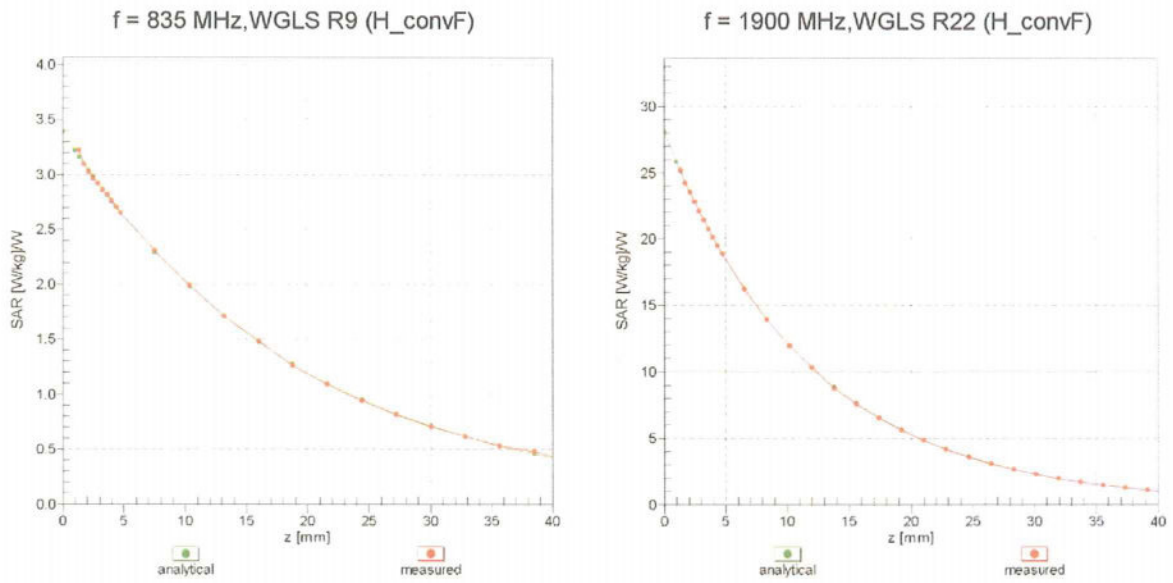 f = 835 MHz,WGLS R9 (H_convF)
4.0
3.5
3.0
2.5
2.0
1.5
1.0
0.5
0.0
SAR [W/kg]/W
0 5 10 15 20 25 30 35 40
z [mm]
analytical measured
f = 1900 MHz,WGLS R22 (H_convF)
30
25
20
15
10
5
0
SAR [W/kg]/W
0 5 10 15 20 25 30 35 40
z [mm]
analytical measured